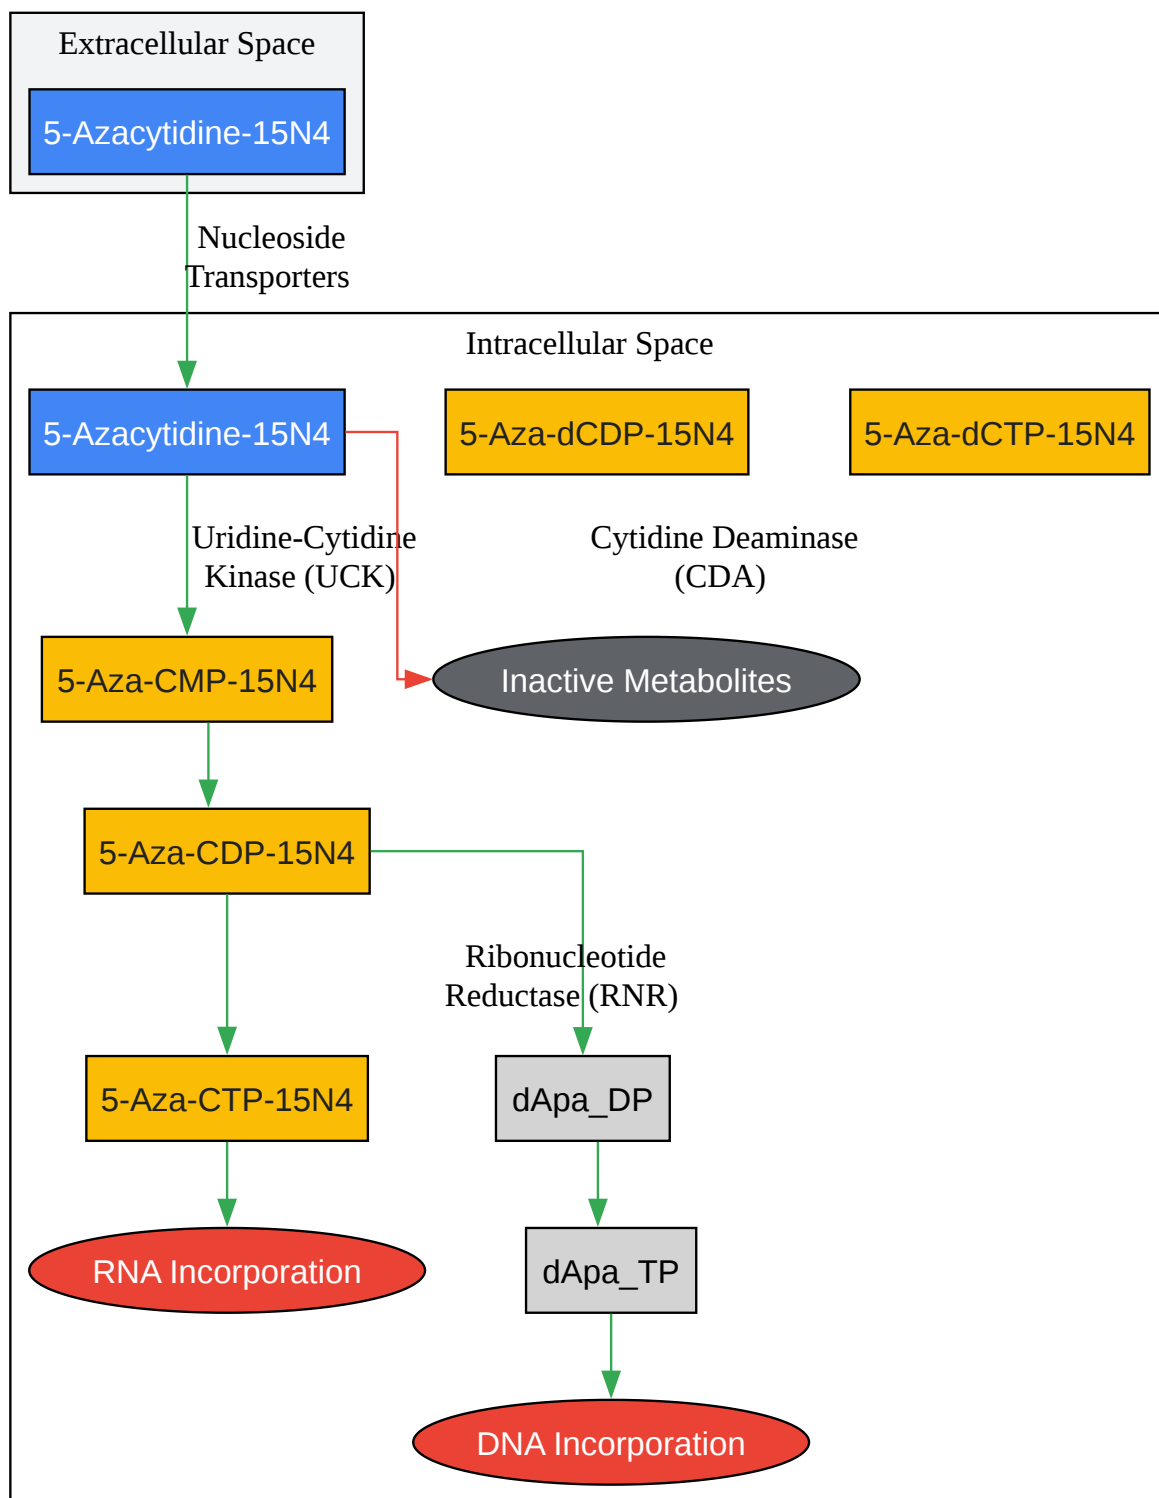 Extracellular Space
5-Azacytidine-15N4
Nucleoside
Transporters
Intracellular Space
5-Azacytidine-15N4
5-Aza-dCDP-15N4
5-Aza-dCTP-15N4
Uridine-Cytidine
Kinase (UCK)
Cytidine Deaminase
(CDA)
5-Aza-CMP-15N4
Inactive Metabolites
5-Aza-CDP-15N4
Ribonucleotide
Reductase (RNR)
5-Aza-CTP-15N4
dApa_DP
RNA Incorporation
dApa_TP
DNA Incorporation